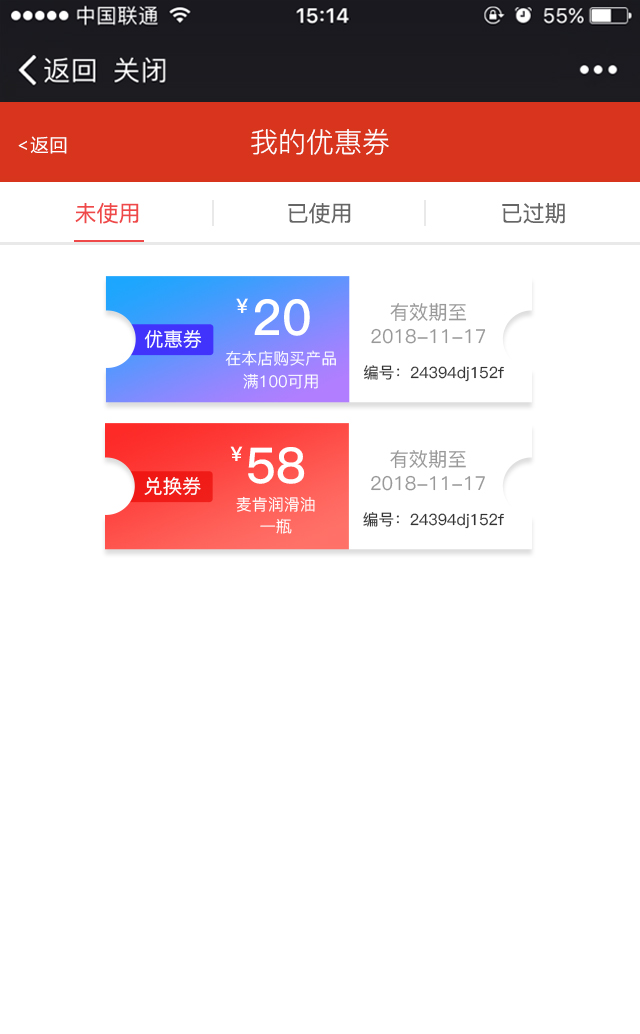 中国联通 15:14 55%
返回 关闭
<返回 我的优惠券
未使用 已使用 已过期
优惠券
¥20
在本店购买产品
满100可用
有效期至
2018-11-17
编号：24394dj152f
兑换券
¥58
麦肯润滑油
一瓶
有效期至
2018-11-17
编号：24394dj152f